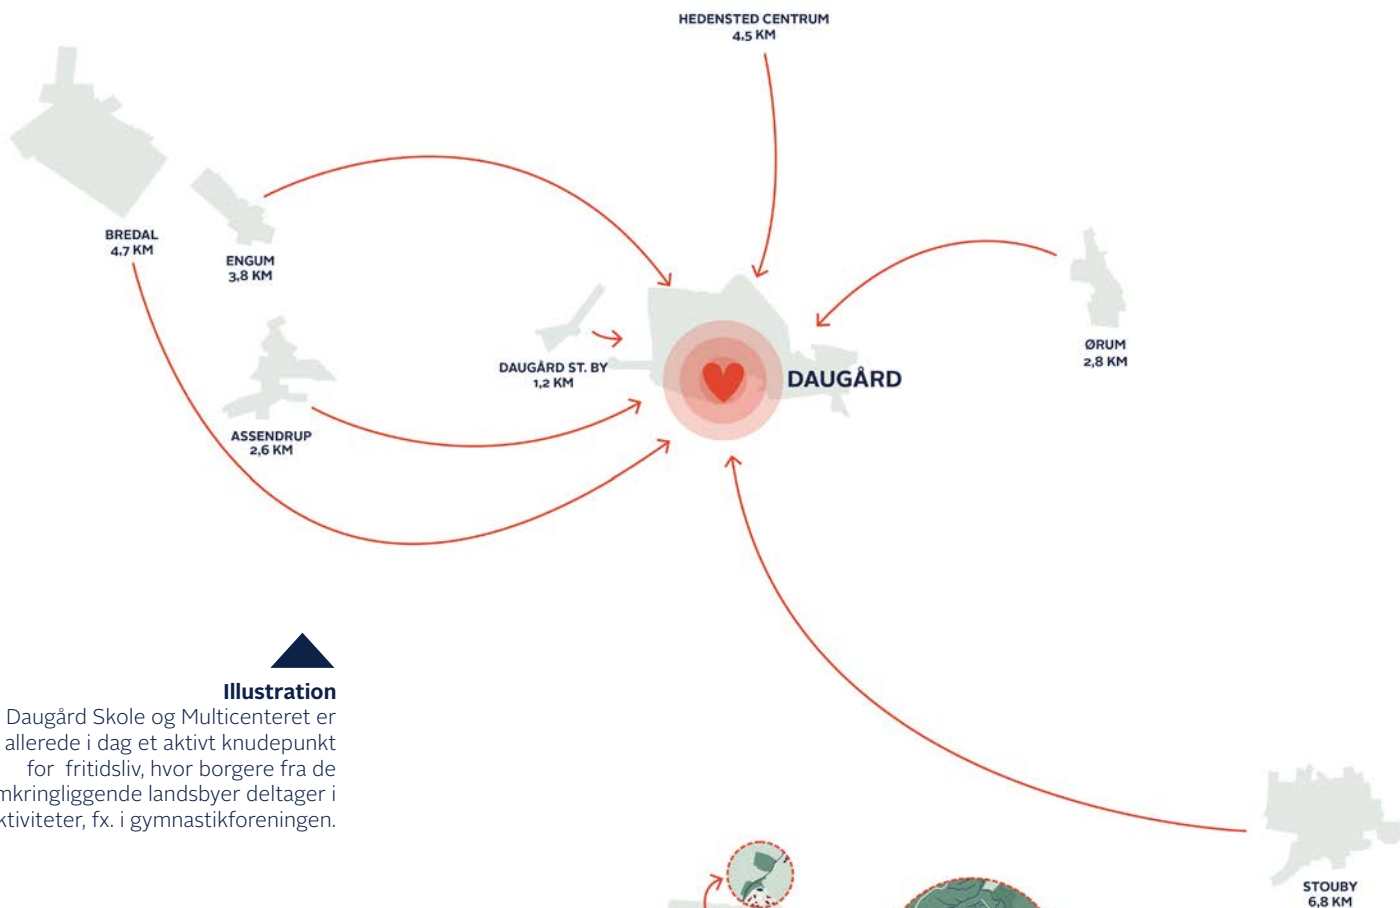 HEDENSTED CENTRUM
4,5 KM
BREDAL
4,7 KM
ENGUM
3,8 KM
ØRUM
2,8 KM
DAUGÅRD ST. BY
1,2 KM
DAUGÅRD
ASSENDRUP
2,6 KM
Illustration
Daugård Skole og Multicenteret er
allerede i dag et aktivt knudepunkt
for fritidsliv, hvor borgere fra de
mkringliggende landsbyer deltager i
ktiviteter, fx. i gymnastikforeningen.
STOUBY
6,8 KM